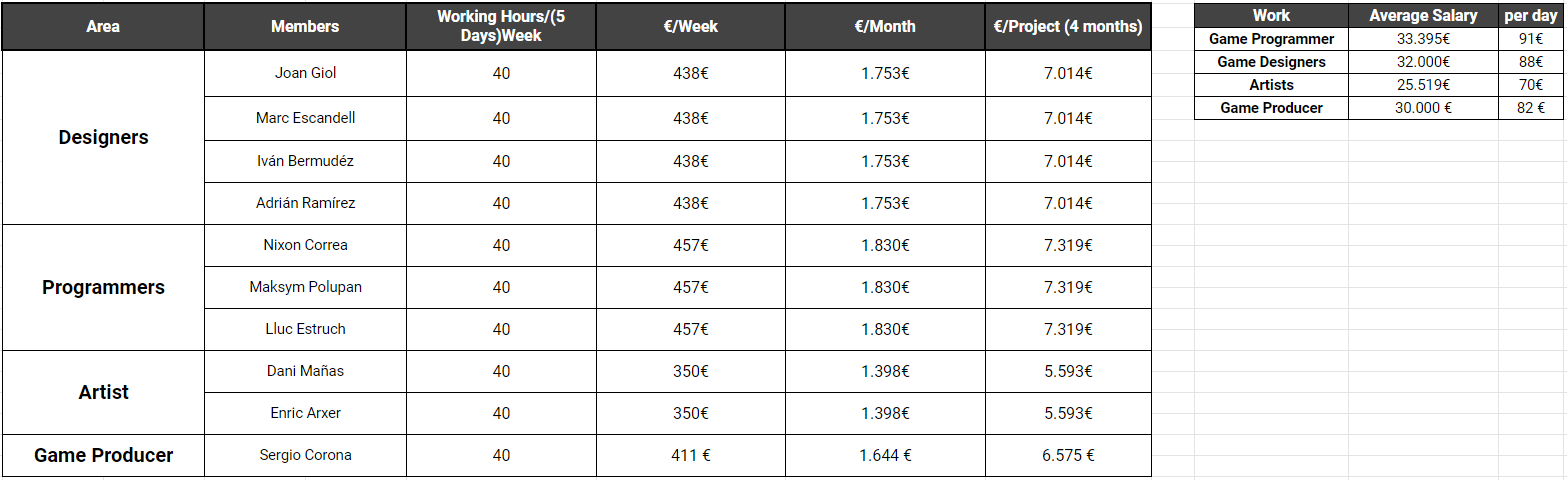 Area Members Working Hours/(5 Days)Week €/Week €/Month €/Project (4 months)
Designers Joan Giol 40 438€ 1.753€ 7.014€
Marc Escandell 40 438€ 1.753€ 7.014€
Iván Bermudéz 40 438€ 1.753€ 7.014€
Adrián Ramírez 40 438€ 1.753€ 7.014€
Programmers Nixon Correa 40 457€ 1.830€ 7.319€
Maksym Polupan 40 457€ 1.830€ 7.319€
Lluc Estruch 40 457€ 1.830€ 7.319€
Artist Dani Mañas 40 350€ 1.398€ 5.593€
Enric Arxer 40 350€ 1.398€ 5.593€
Game Producer Sergio Corona 40 411 € 1.644 € 6.575 €
Work Average Salary per day
Game Programmer 33.395€ 91€
Game Designers 32.000€ 88€
Artists 25.519€ 70€
Game Producer 30.000 € 82 €